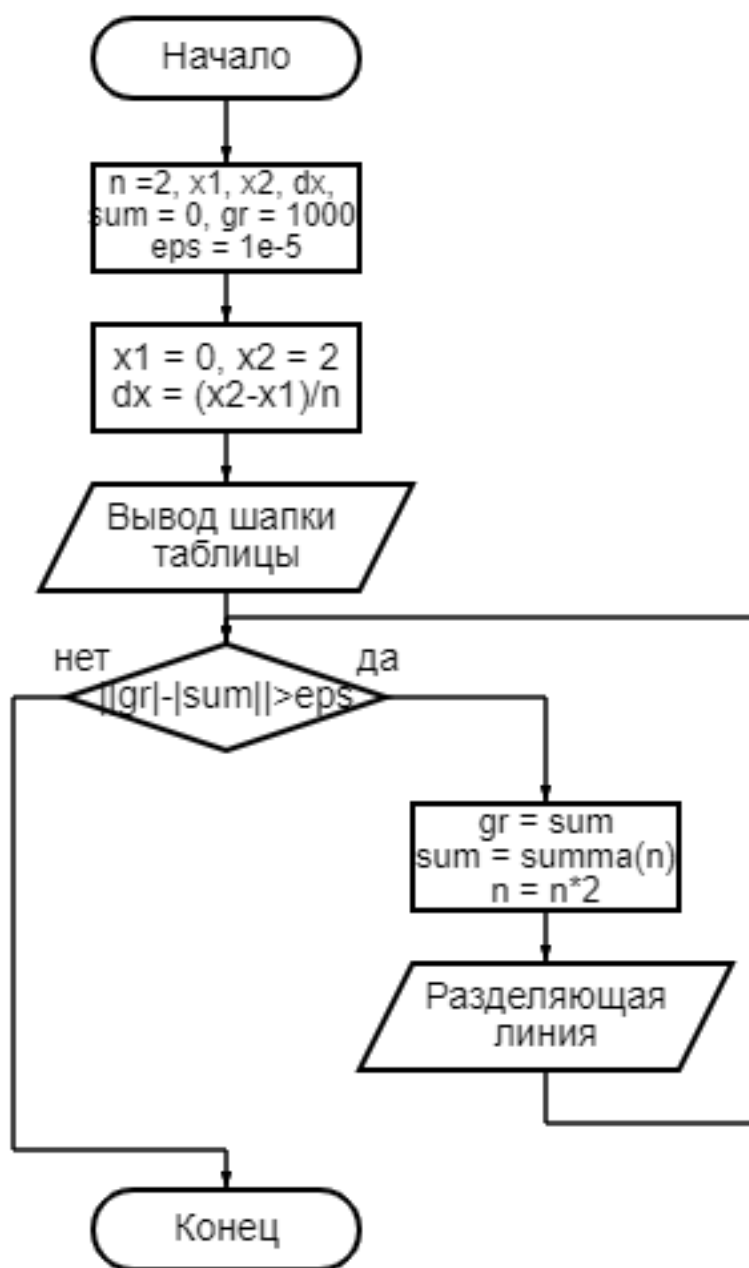 Начало
n =2, x1, x2, dx,
sum = 0, gr = 1000
eps = 1e-5
x1 = 0, x2 = 2
dx = (x2-x1)/n
Вывод шапки
таблицы
нет
да
||gr|-|sum||>eps
gr = sum
sum = summa(n)
n = n*2
Разделяющая
линия
Конец